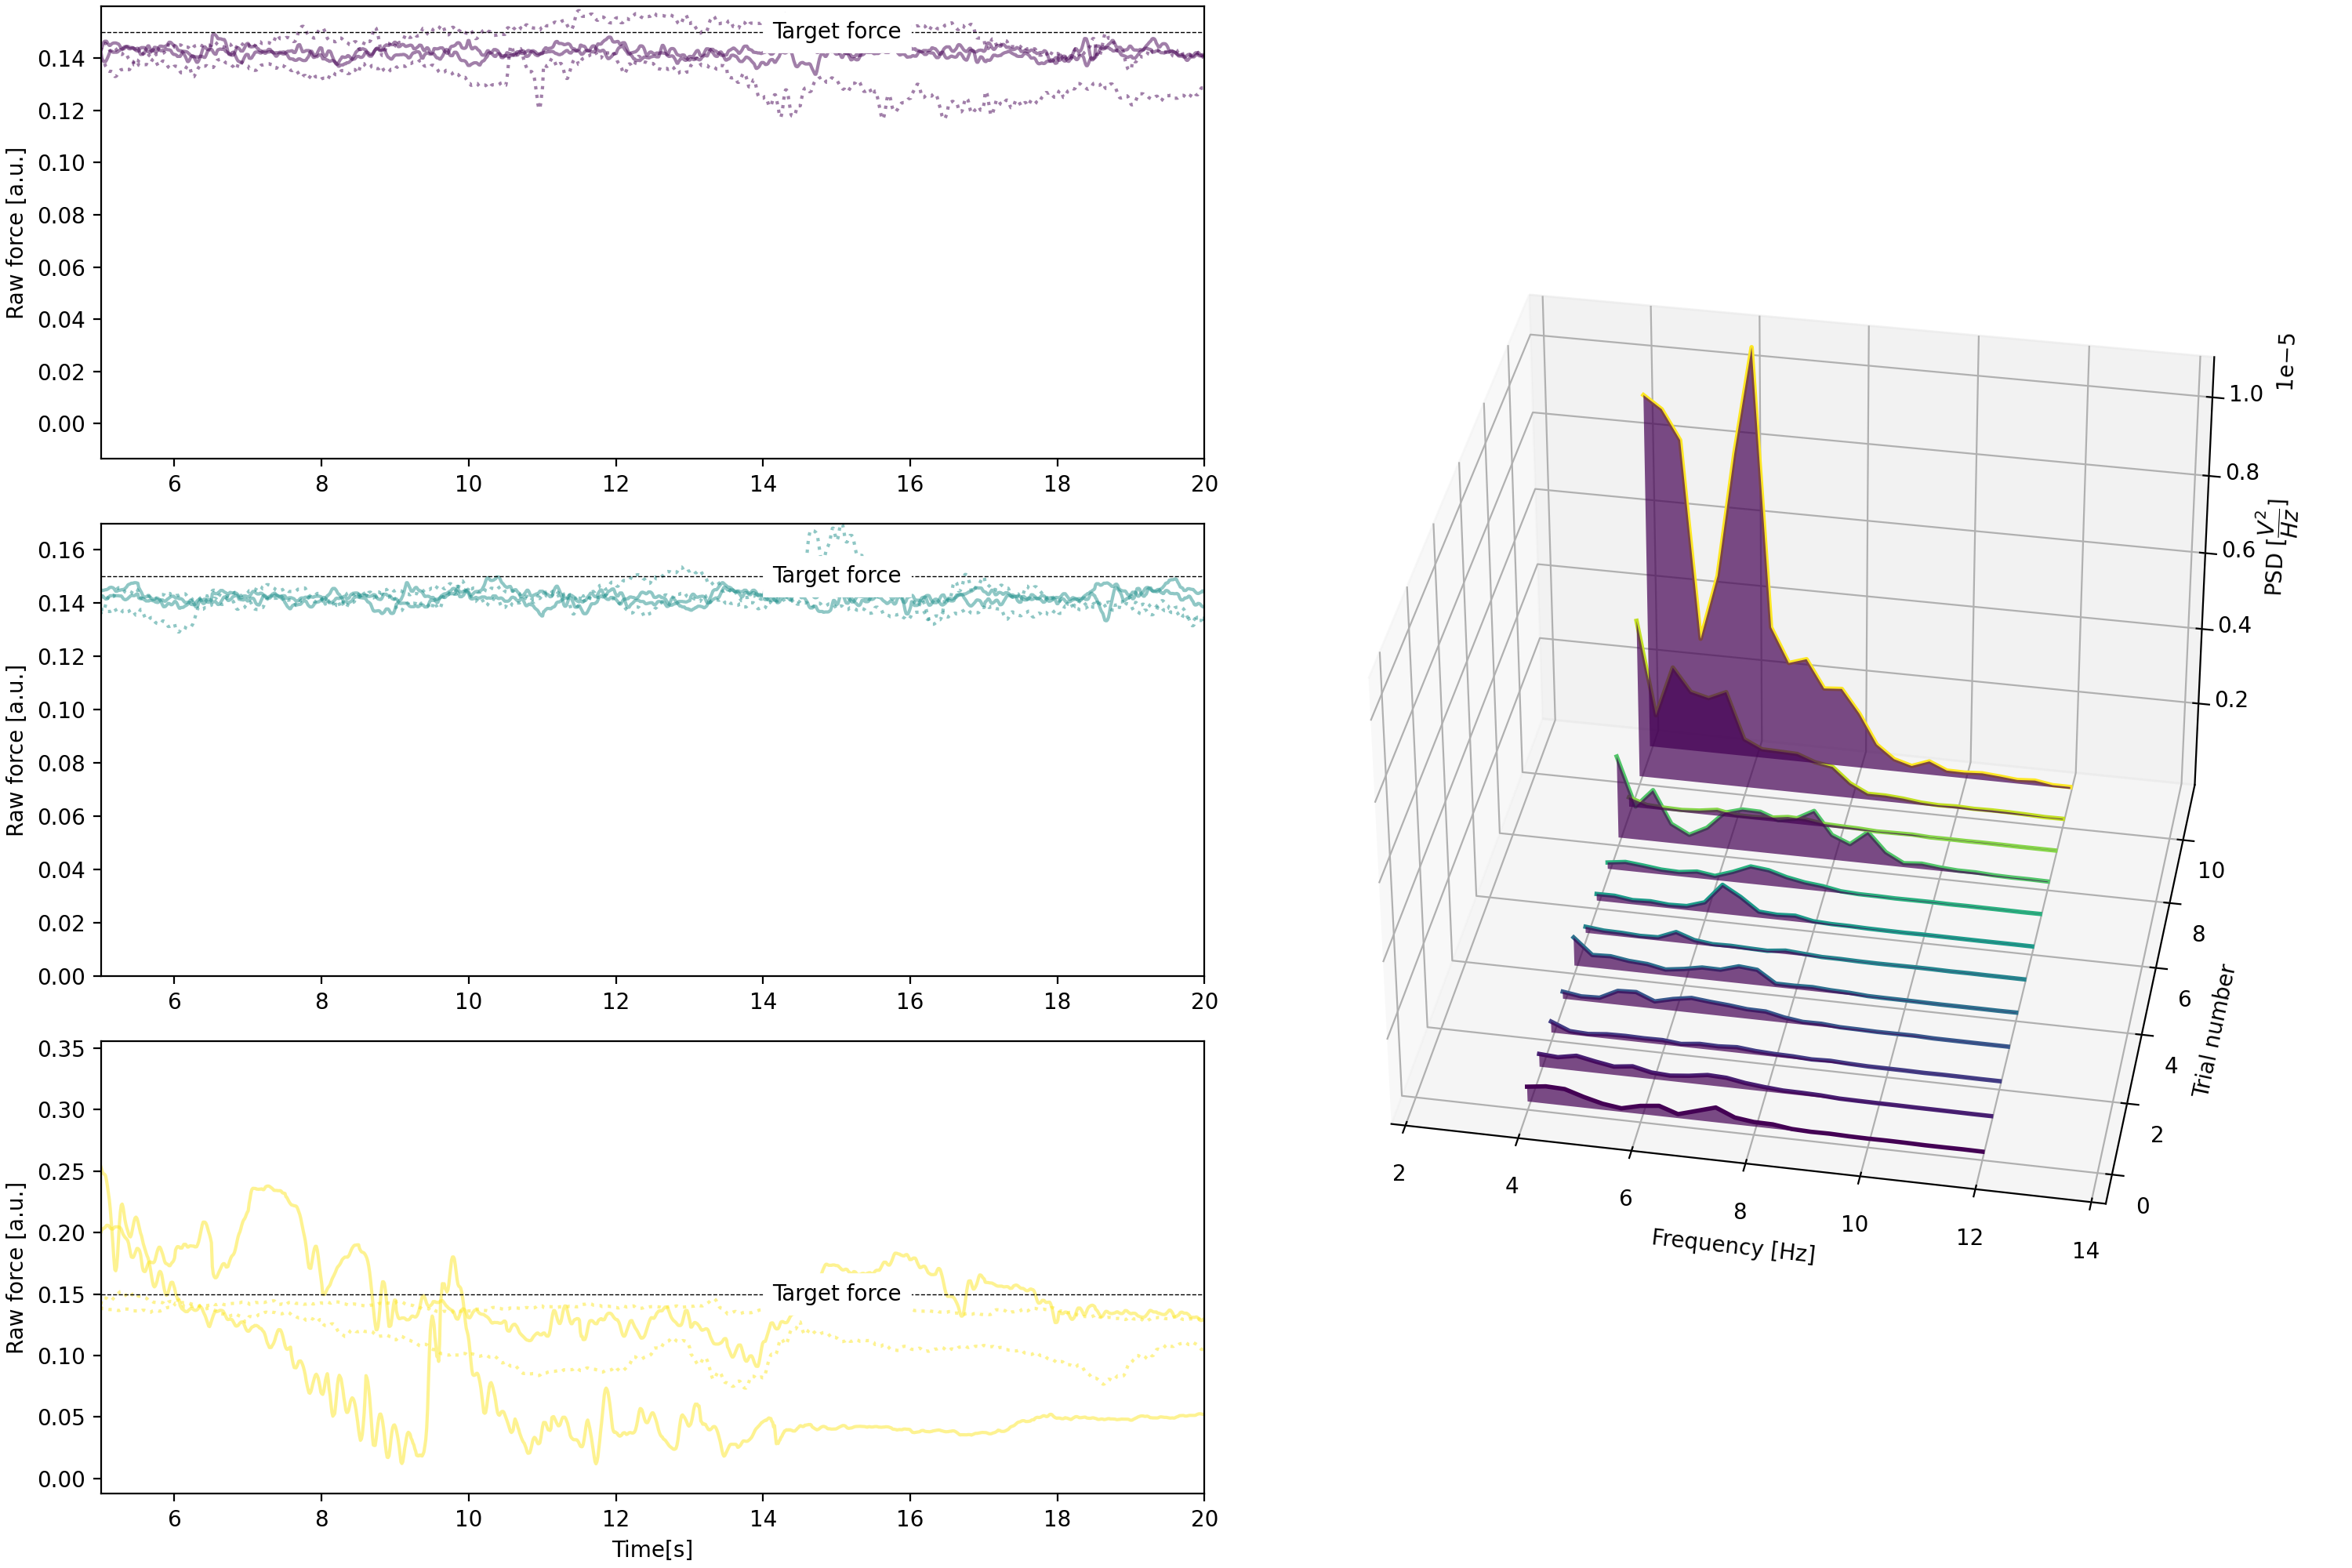 Target force
0.14
0.12
0.10
0.08
0.06
0.04
0.02
0.00
Raw force [a.u.]
6 8 10 12 14 16 18 20
Target force
0.16
0.14
0.12
0.10
0.08
0.06
0.04
0.02
0.00
Raw force [a.u.]
6 8 10 12 14 16 18 20
Target force
0.35
0.30
0.25
0.20
0.15
0.10
0.05
0.00
Raw force [a.u.]
6 8 10 12 14 16 18 20
Time[s]
1e−5
1.0
0.8
0.6
0.4
0.2
PSD [V²/Hz]
10
8
6
4
2
0
Trial number
2 4 6 8 10 12 14
Frequency [Hz]